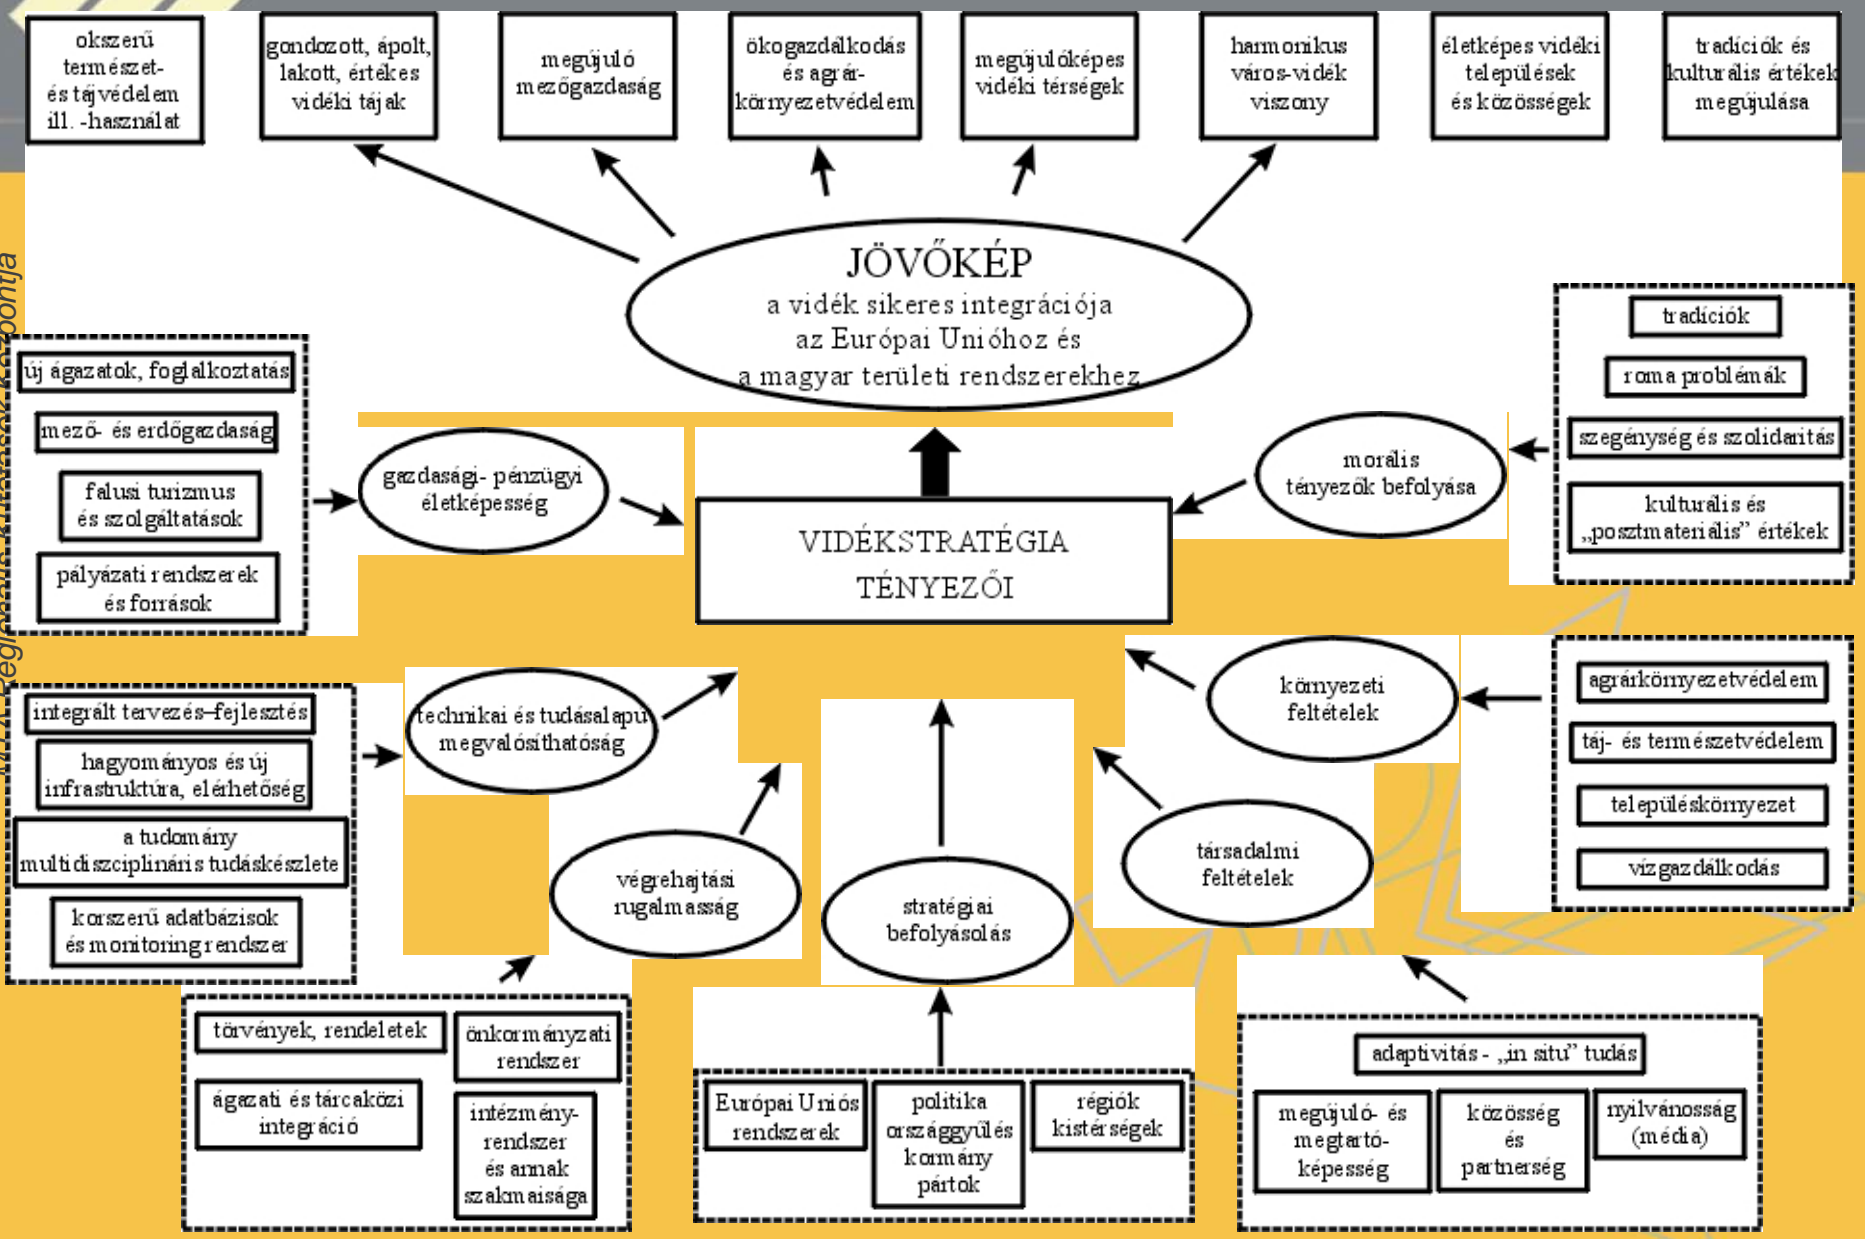 okszerű
természet-
és tájvédelem
ill. -használat
gondozott, ápolt,
lakott, értékes
vidéki tájak
megújuló
mezőgazdaság
ökogazdálkodás
és agrár-
környezetvédelem
megújulóképes
vidéki térségek
harmonikus
város-vidék
viszony
életképes vidéki
települések
és közösségek
tradíciók és
kulturális értékek
megújulása
JÖVŐKÉP
a vidék sikeres integrációja
az Európai Unióhoz és
a magyar területi rendszerekhez
új ágazatok, foglalkoztatás
mező- és erdőgazdaság
falusi turizmus
és szolgáltatások
pályázati rendszerek
és források
gazdasági- pénzügyi
életképesség
VIDÉKSTRATÉGIA
TÉNYEZŐI
morális
tényezők befolyása
tradíciók
roma problémák
szegénység és szolidaritás
kulturális és
„posztmateriális” értékek
integrált tervezés–fejlesztés
hagyományos és új
infrastruktúra, elérhetőség
a tudomány
multidiszciplináris tudáskészlete
korszerű adatbázisok
és monitoring rendszer
technikai és tudásalapú
megvalósíthatóság
környezeti
feltételek
agrárkörnyezetvédelem
táj- és természetvédelem
településkörnyezet
vízgazdálkodás
végrehajtási
rugalmasság
stratégiai
befolyásolás
társadalmi
feltételek
törvények, rendeletek
önkormányzati
rendszer
ágazati és tárcaközi
integráció
intézmény-
rendszer
és annak
szakmaisága
Európai Uniós
rendszerek
politika
országgyűlés
kormány
pártok
régiók
kistérségek
adaptivitás - „in situ” tudás
megújuló- és
megtartó-
képesség
közösség
és
partnerség
nyilvánosság
(média)